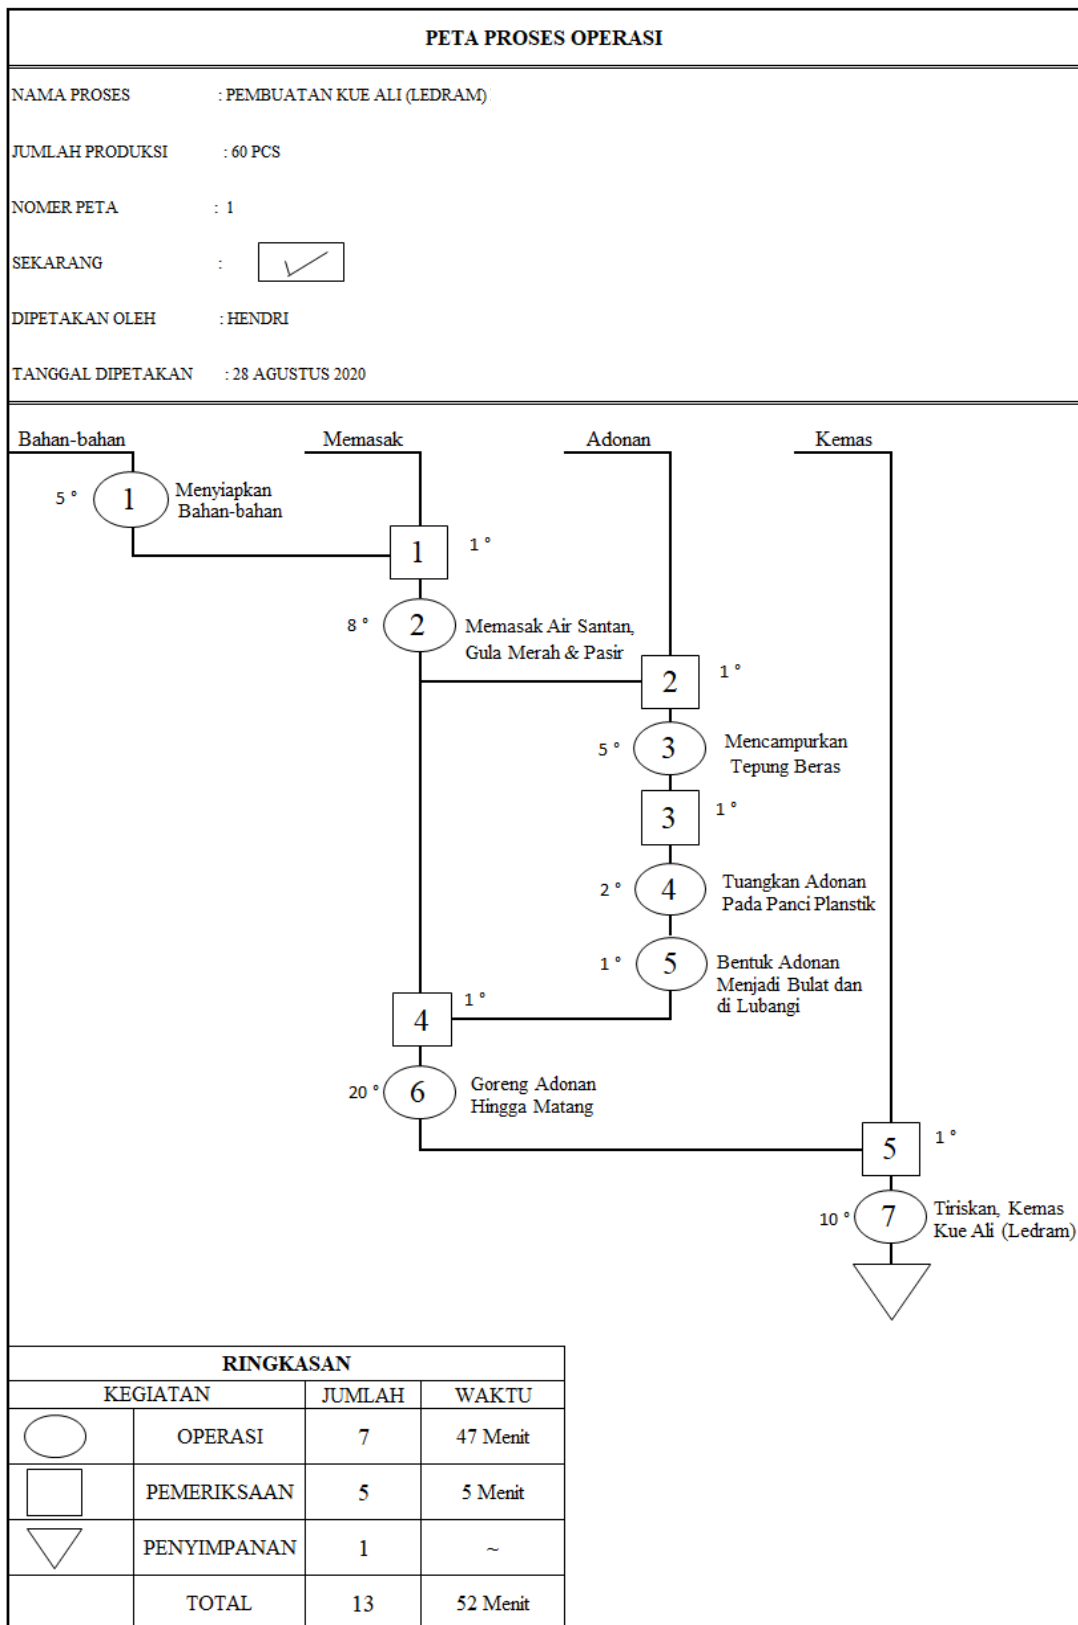 PETA PROSES OPERASI
NAMA PROSES : PEMBUATAN KUE ALI (LEDRAM)
JUMLAH PRODUKSI : 60 PCS
NOMER PETA : 1
SEKARANG :
DIPETAKAN OLEH : HENDRI
TANGGAL DIPETAKAN : 28 AGUSTUS 2020
Bahan-bahan Memasak Adonan Kemas
5 ° 1 Menyiapkan
Bahan-bahan
1 1 °
8 ° 2 Memasak Air Santan,
Gula Merah & Pasir
2 1 °
5 ° 3 Mencampurkan
Tepung Beras
3 1 °
2 ° 4 Tuangkan Adonan
Pada Panci Planstik
1 ° 5 Bentuk Adonan
Menjadi Bulat dan
di Lubangi
4 1 °
20 ° 6 Goreng Adonan
Hingga Matang
5 1 °
10 ° 7 Tiriskan, Kemas
Kue Ali (Ledram)
RINGKASAN
KEGIATAN JUMLAH WAKTU
OPERASI 7 47 Menit
PEMERIKSAAN 5 5 Menit
PENYIMPANAN 1 ~
TOTAL 13 52 Menit